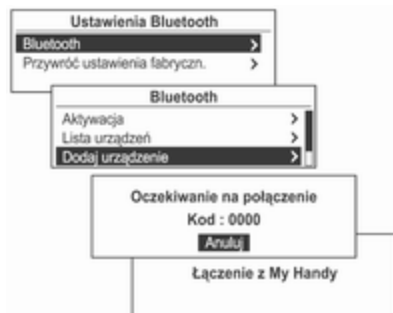 Ustawienia Bluetooth
Bluetooth
Przywróć ustawienia fabryczn.
Bluetooth
Aktywacja
Lista urządzeń
Dodaj urządzenie
Oczekiwanie na połączenie
Kod : 0000
Anuluj
Łączenie z My Handy